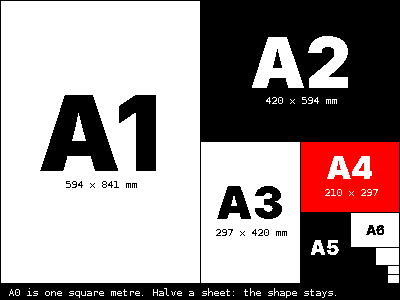 A1
594 x 841 mm
A2
420 x 594 mm
A3
297 x 420 mm
A4
210 x 297
A5
A6
A0 is one square metre. Halve a sheet: the shape stays.